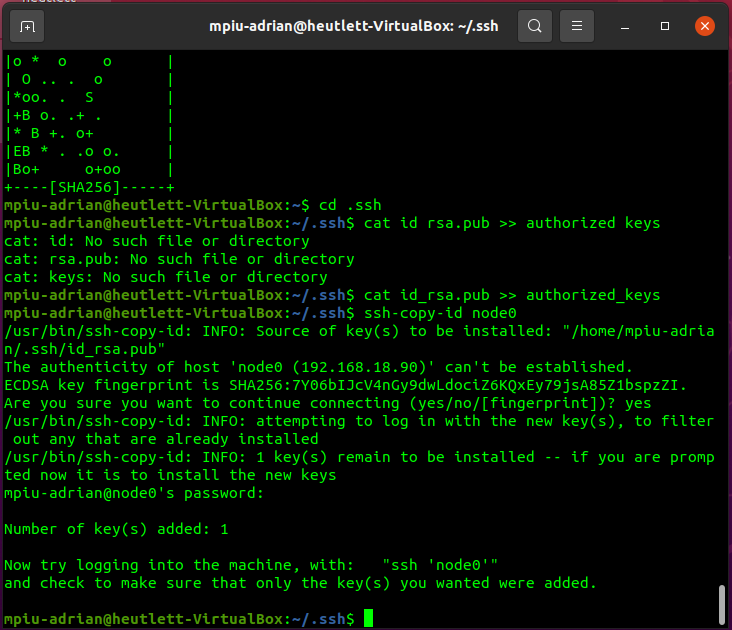 mpiu-adrian@heutlett-VirtualBox: ~/.ssh
|o *  o    o      |
| O .. .  o       |
|*oo. .  S        |
|+B o. .+ .       |
|* B +. o+        |
|EB * . .o o.     |
|Bo+     o+oo     |
+----[SHA256]-----+
mpiu-adrian@heutlett-VirtualBox:~$ cd .ssh
mpiu-adrian@heutlett-VirtualBox:~/.ssh$ cat id rsa.pub >> authorized keys
cat: id: No such file or directory
cat: rsa.pub: No such file or directory
cat: keys: No such file or directory
mpiu-adrian@heutlett-VirtualBox:~/.ssh$ cat id_rsa.pub >> authorized_keys
mpiu-adrian@heutlett-VirtualBox:~/.ssh$ ssh-copy-id node0
/usr/bin/ssh-copy-id: INFO: Source of key(s) to be installed: "/home/mpiu-adria
n/.ssh/id_rsa.pub"
The authenticity of host 'node0 (192.168.18.90)' can't be established.
ECDSA key fingerprint is SHA256:7Y06bIJcV4nGy9dwLdociZ6KQxEy79jsA85Z1bspzZI.
Are you sure you want to continue connecting (yes/no/[fingerprint])? yes
/usr/bin/ssh-copy-id: INFO: attempting to log in with the new key(s), to filter
 out any that are already installed
/usr/bin/ssh-copy-id: INFO: 1 key(s) remain to be installed -- if you are promp
ted now it is to install the new keys
mpiu-adrian@node0's password:
Number of key(s) added: 1
Now try logging into the machine, with:   "ssh 'node0'"
and check to make sure that only the key(s) you wanted were added.
mpiu-adrian@heutlett-VirtualBox:~/.ssh$